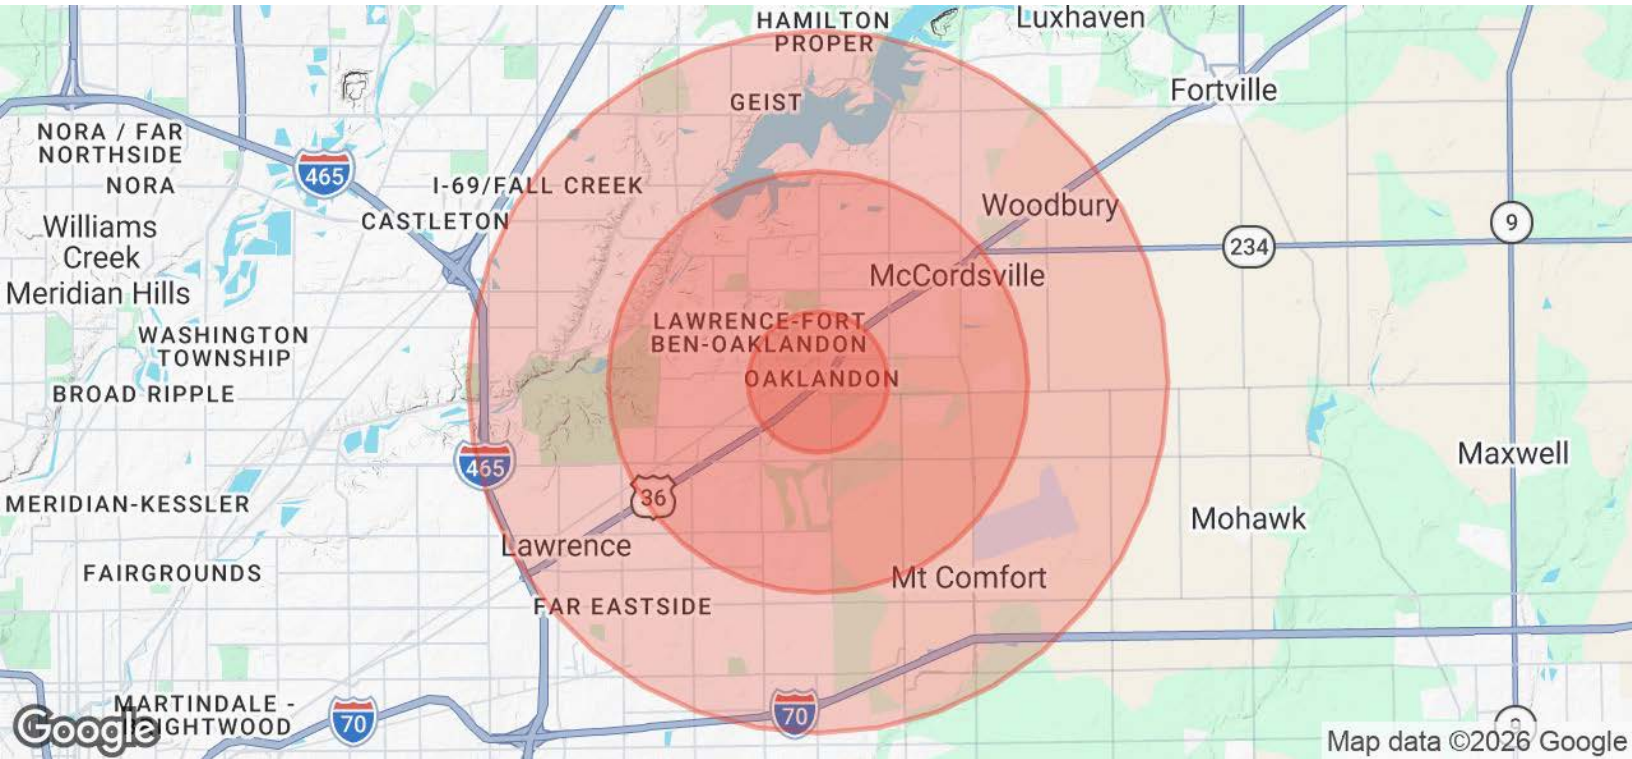 HAMILTON
PROPER
Luxhaven
Fortville
GEIST
NORA / FAR
NORTHSIDE
465
NORA
I-69/FALL CREEK
CASTLETON
Woodbury
Williams
Creek
9
234
Meridian Hills
McCordsville
WASHINGTON
TOWNSHIP
LAWRENCE-FORT
BEN-OAKLANDON
OAKLANDON
BROAD RIPPLE
465
Maxwell
36
MERIDIAN-KESSLER
Mohawk
Lawrence
FAIRGROUNDS
Mt Comfort
FAR EASTSIDE
MARTINDALE -
70
70
9
Google
Map data ©2026 Google